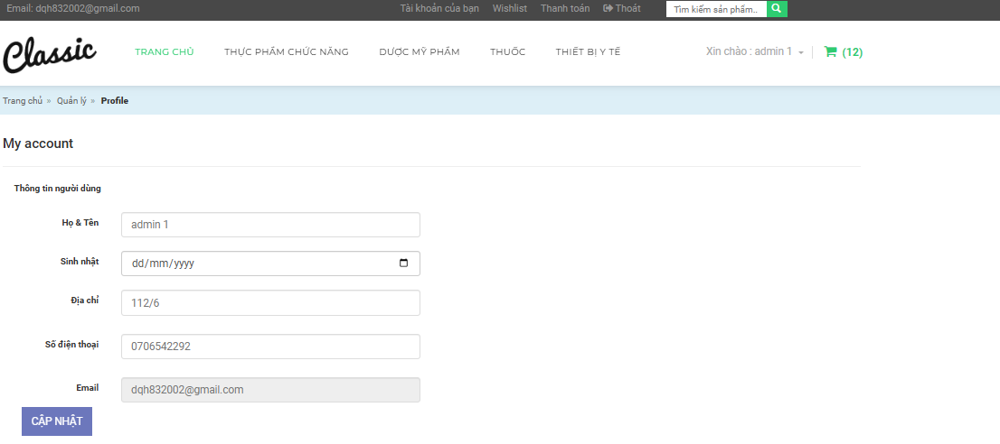 Email: dqh832002@gmail.com Tài khoản của bạn Wishlist Thanh toán Thoát Tìm kiếm sản phẩm..
Classic TRANG CHỦ THỰC PHẨM CHỨC NĂNG DƯỢC MỸ PHẨM THUỐC THIẾT BỊ Y TẾ Xin chào : admin 1 (12)
Trang chủ » Quản lý » Profile
My account
Thông tin người dùng
Họ & Tên admin 1
Sinh nhật dd/mm/yyyy
Địa chỉ 112/6
Số điện thoại 0706542292
Email dqh832002@gmail.com
CẬP NHẬT